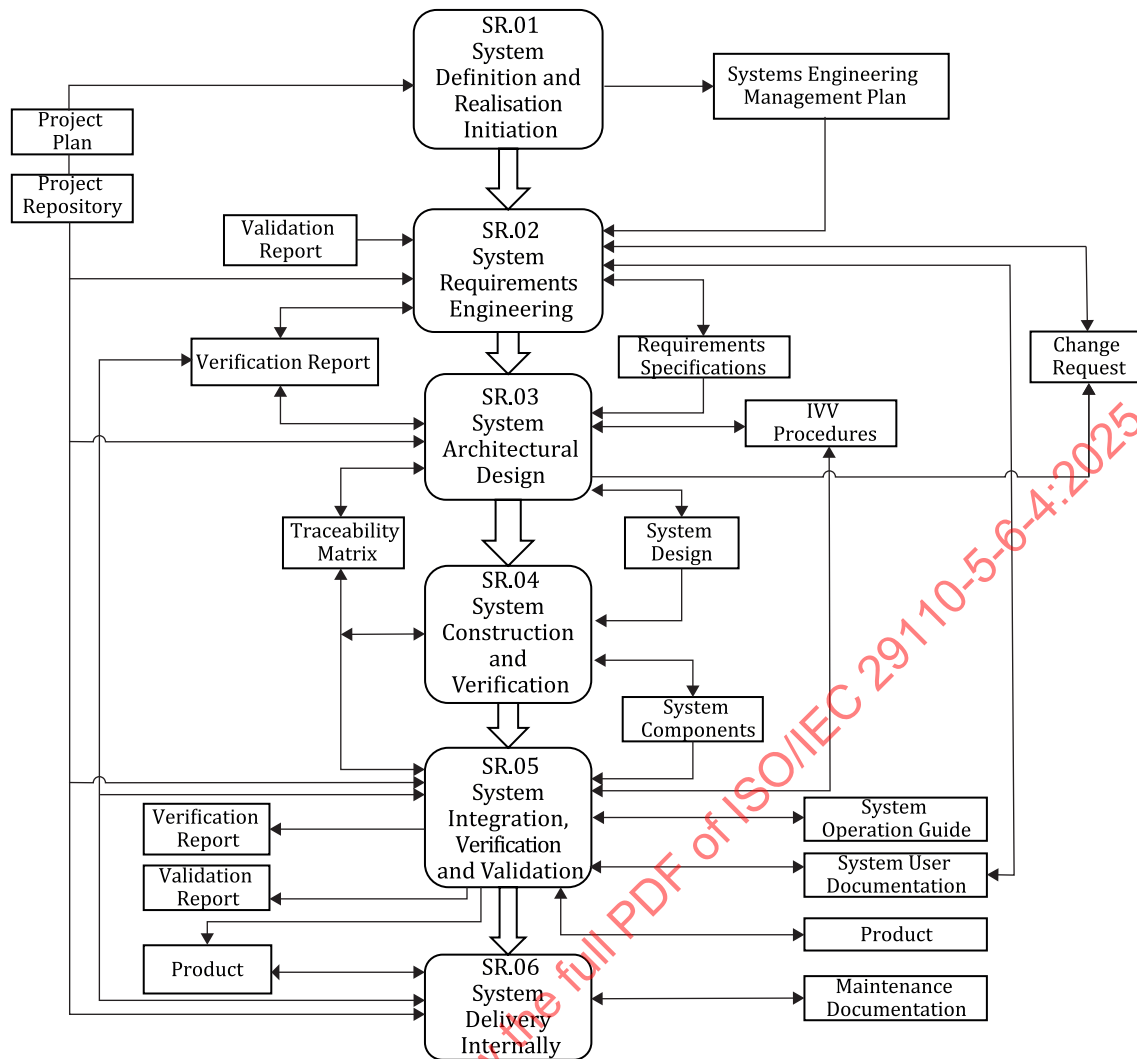 SR.01
System
Definition and
Realisation
Initiation
Systems Engineering
Management Plan
Project
Plan
Project
Repository
Validation
Report
SR.02
System
Requirements
Engineering
Verification Report
Requirements
Specifications
Change
Request
SR.03
System
Architectural
Design
IVV
Procedures
Traceability
Matrix
System
Design
SR.04
System
Construction
and
Verification
System
Components
SR.05
System
Integration,
Verification
and Validation
Verification
Report
Validation
Report
System
Operation Guide
System User
Documentation
Product
Product
SR.06
System
Delivery
Internally
Maintenance
Documentation
the full PDF of ISO/IEC 29110-5-6-4:2025